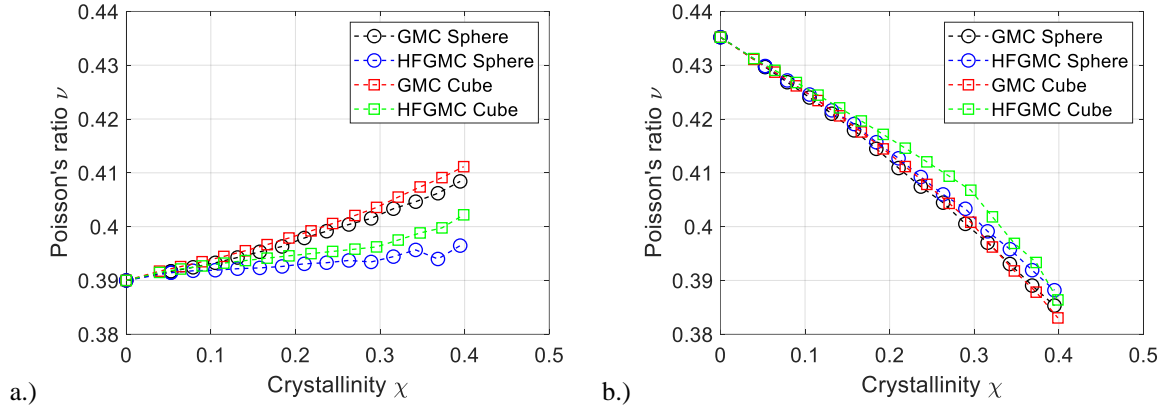 0.44
0.43
0.42
0.41
0.4
0.39
0.38
Poisson's ratio ν
0 0.1 0.2 0.3 0.4 0.5
Crystallinity χ
GMC Sphere
HFGMC Sphere
GMC Cube
HFGMC Cube
a.)
0.44
0.43
0.42
0.41
0.4
0.39
0.38
Poisson's ratio ν
0 0.1 0.2 0.3 0.4 0.5
Crystallinity χ
GMC Sphere
HFGMC Sphere
GMC Cube
HFGMC Cube
b.)